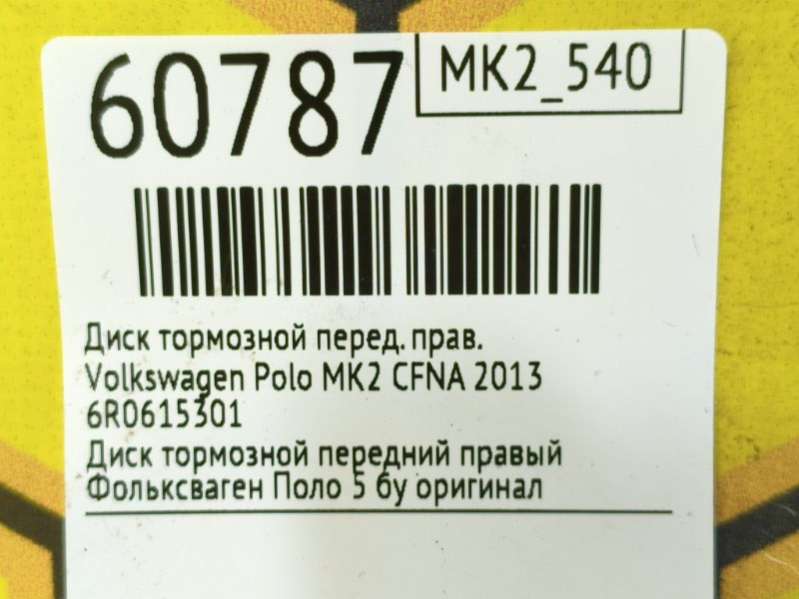 60787
МК2_540
Диск тормозной перед. прав.
Volkswagen Polo MK2 CFNA 2013
6R0615301
Диск тормозной передний правый
Фольксваген Поло 5 бу оригинал